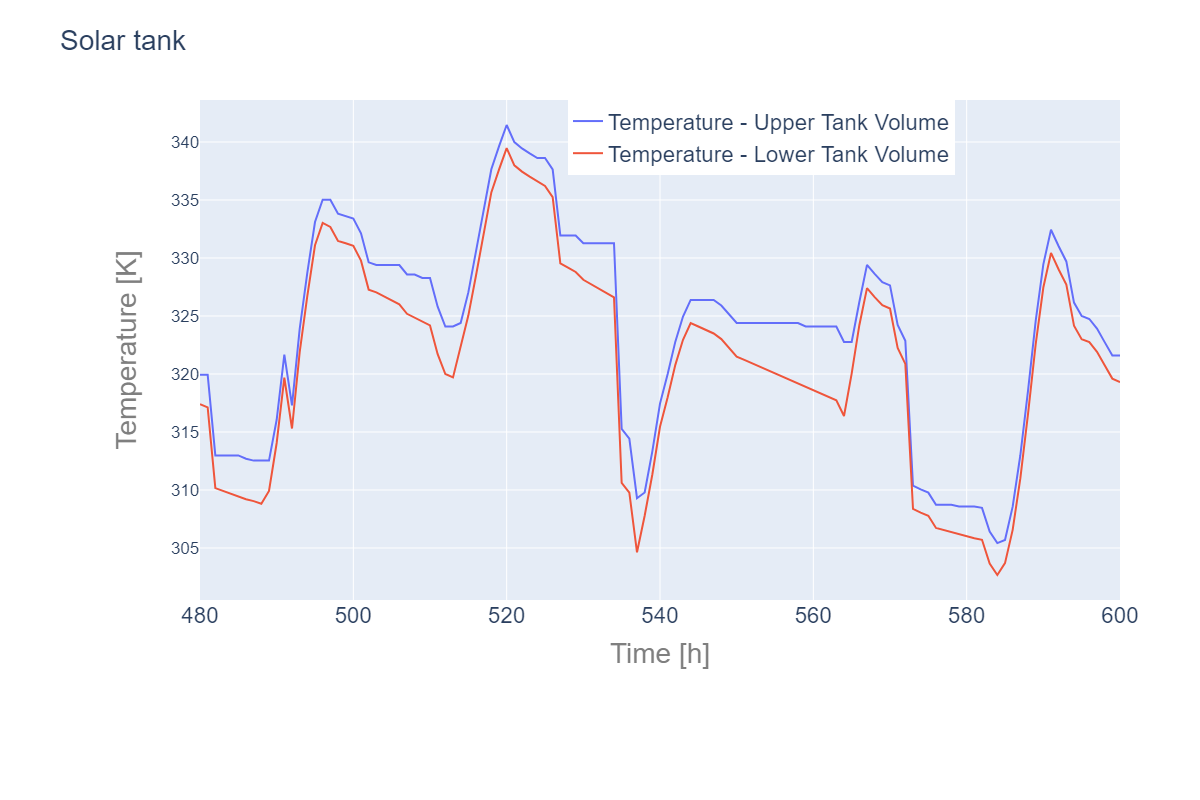 Solar tank
Temperature - Upper Tank Volume
Temperature - Lower Tank Volume
340
335
330
325
320
315
310
305
Temperature [K]
480 500 520 540 560 580 600
Time [h]